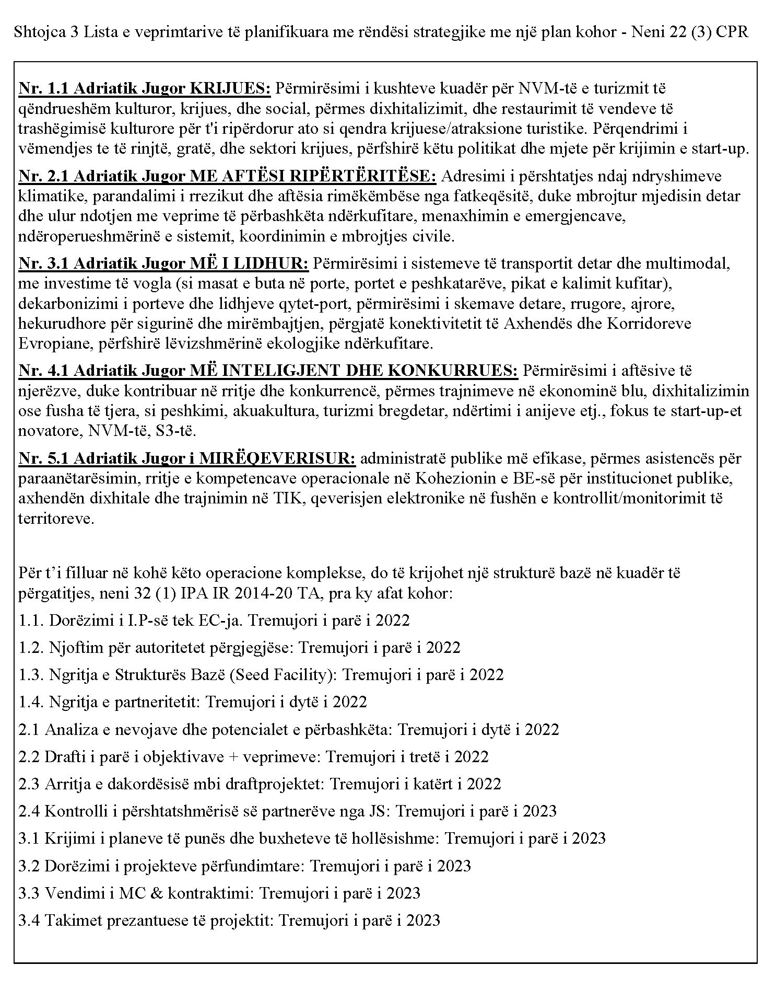 Shtojca 3 Lista e veprimtarive të planifikuara me rëndësi strategjike me një plan kohor - Neni 22 (3) CPR
Nr. 1.1 Adriatik Jugor KRIJUES: Përmirësimi i kushteve kuadër për NVM-të e turizmit të
qëndrueshëm kulturor, krijues, dhe social, përmes dixhitalizimit, dhe restaurimit të vendeve të
trashëgimisë kulturore për t'i ripërdorur ato si qendra krijuese/atraksione turistike. Përqendrimi i
vëmendjes te të rinjtë, gratë, dhe sektori krijues, përfshirë këtu politikat dhe mjete për krijimin e start-up.
Nr. 2.1 Adriatik Jugor ME AFTËSI RIPËRTËRITËSE: Adresimi i përshtatjes ndaj ndryshimeve
klimatike, parandalimi i rrezikut dhe aftësia rimëkëmbëse nga fatkeqësitë, duke mbrojtur mjedisin detar
dhe ulur ndotjen me veprime të përbashkëta ndërkufitare, menaxhimin e emergjencave,
ndëroperueshmërinë e sistemit, koordinimin e mbrojtjes civile.
Nr. 3.1 Adriatik Jugor MË I LIDHUR: Përmirësimi i sistemeve të transportit detar dhe multimodal,
me investime të vogla (si masat e buta në porte, portet e peshkatarëve, pikat e kalimit kufitar),
dekarbonizimi i porteve dhe lidhjeve qytet-port, përmirësimi i skemave detare, rrugore, ajrore,
hekurudhore për sigurinë dhe mirëmbajtjen, përgjatë konektivitetit të Axhendës dhe Korridoreve
Evropiane, përfshirë lëvizshmërinë ekologjike ndërkufitare.
Nr. 4.1 Adriatik Jugor MË INTELIGJENT DHE KONKURRUES: Përmirësimi i aftësive të
njerëzve, duke kontribuar në rritje dhe konkurrencë, përmes trajnimeve në ekonominë blu, dixhitalizimin
ose fusha të tjera, si peshkimi, akuakultura, turizmi bregdetar, ndërtimi i anijeve etj., fokus te start-up-et
novatore, NVM-të, S3-të.
Nr. 5.1 Adriatik Jugor i MIRËQEVERISUR: administratë publike më efikase, përmes asistencës për
paraanëtarësimin, rritje e kompetencave operacionale në Kohezionin e BE-së për institucionet publike,
axhendën dixhitale dhe trajnimin në TIK, qeverisjen elektronike në fushën e kontrollit/monitorimit të
territoreve.
Për t’i filluar në kohë këto operacione komplekse, do të krijohet një strukturë bazë në kuadër të
përgatitjes, neni 32 (1) IPA IR 2014-20 TA, pra ky afat kohor:
1.1. Dorëzimi i I.P-së tek EC-ja. Tremujori i parë i 2022
1.2. Njoftim për autoritetet përgjegjëse: Tremujori i parë i 2022
1.3. Ngritja e Strukturës Bazë (Seed Facility): Tremujori i parë i 2022
1.4. Ngritja e partneritetit: Tremujori i dytë i 2022
2.1 Analiza e nevojave dhe potencialet e përbashkëta: Tremujori i dytë i 2022
2.2 Drafti i parë i objektivave + veprimeve: Tremujori i tretë i 2022
2.3 Arritja e dakordësisë mbi draftprojektet: Tremujori i katërt i 2022
2.4 Kontrolli i përshtatshmërisë së partnerëve nga JS: Tremujori i parë i 2023
3.1 Krijimi i planeve të punës dhe buxheteve të hollësishme: Tremujori i parë i 2023
3.2 Dorëzimi i projekteve përfundimtare: Tremujori i parë i 2023
3.3 Vendimi i MC & kontraktimi: Tremujori i parë i 2023
3.4 Takimet prezantuese të projektit: Tremujori i parë i 2023